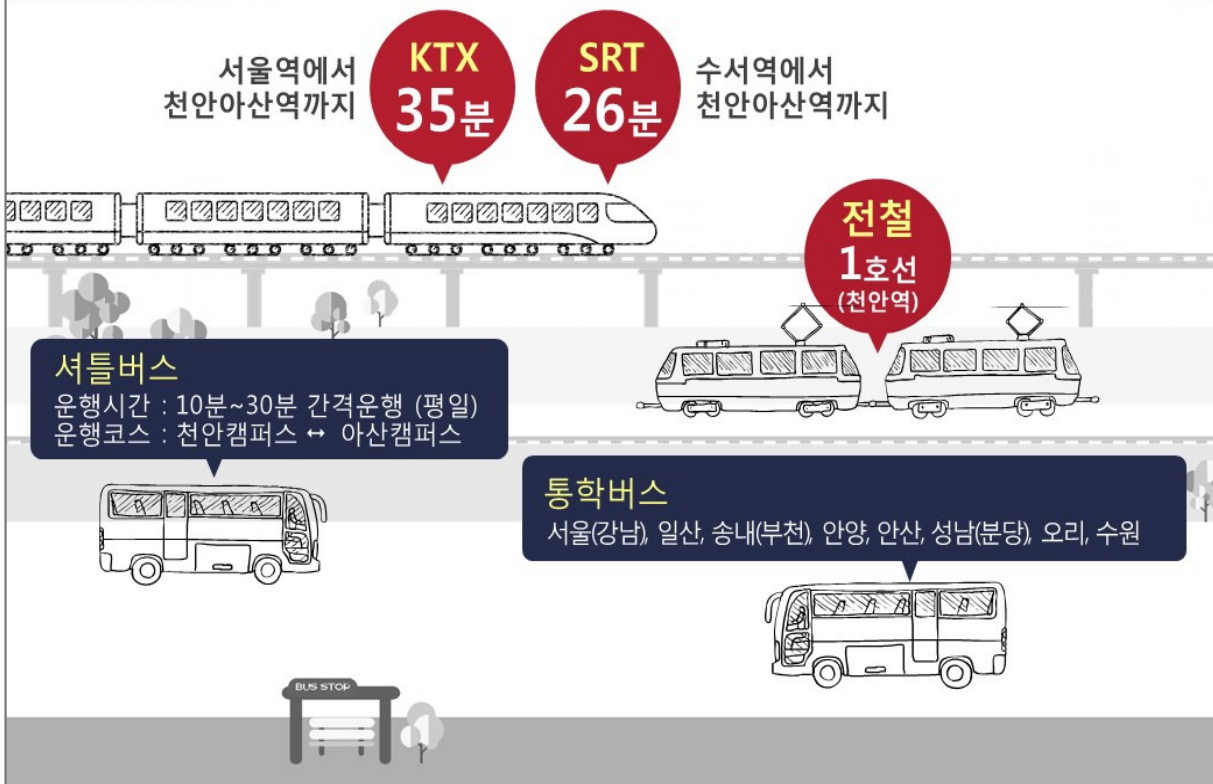 서울역에서
천안아산역까지
KTX
35분
SRT
26분
수서역에서
천안아산역까지
전철
1호선
(천안역)
셔틀버스
운행시간 : 10분~30분 간격운행 (평일)
운행코스 : 천안캠퍼스 ↔ 아산캠퍼스
통학버스
서울(강남), 일산, 송내(부천), 안양, 안산, 성남(분당), 오리, 수원
BUS STOP